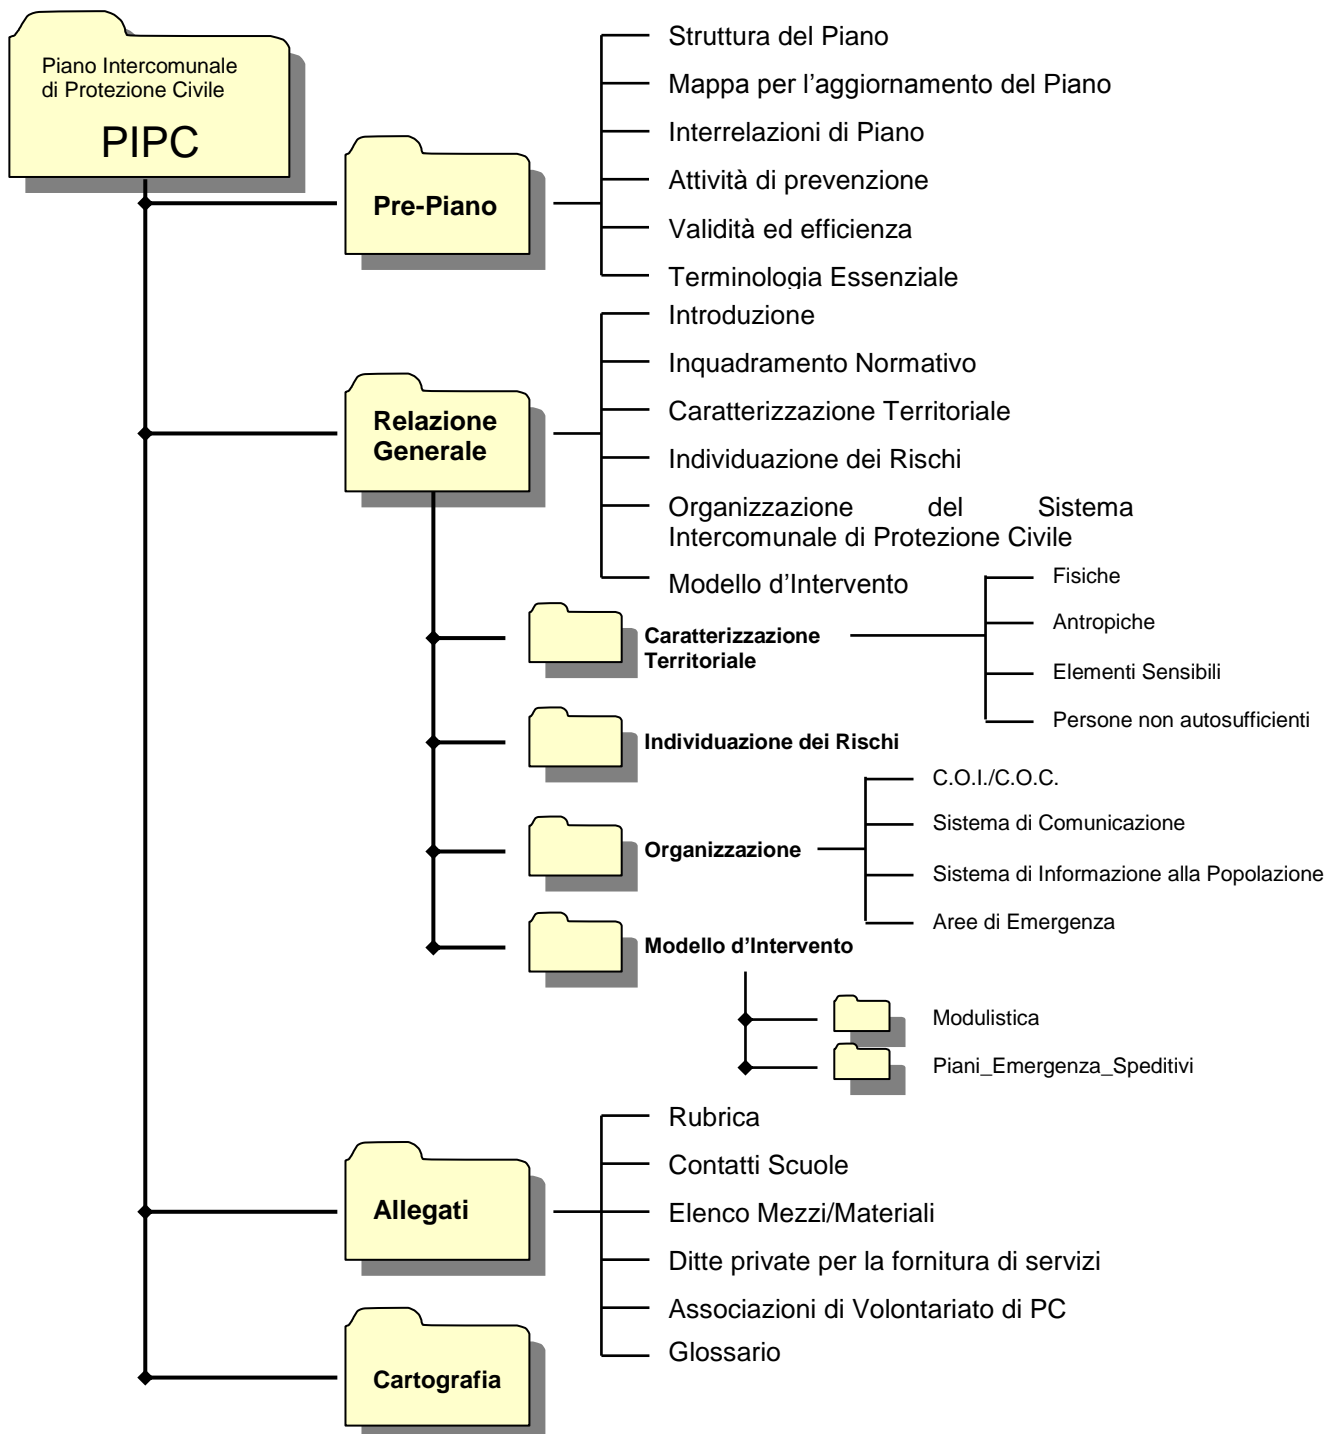 Piano Intercomunale
di Protezione Civile
PIPC
Pre-Piano
Struttura del Piano
Mappa per l’aggiornamento del Piano
Interrelazioni di Piano
Attività di prevenzione
Validità ed efficienza
Terminologia Essenziale
Relazione
Generale
Introduzione
Inquadramento Normativo
Caratterizzazione Territoriale
Individuazione dei Rischi
Organizzazione del Sistema
Intercomunale di Protezione Civile
Modello d’Intervento
Caratterizzazione
Territoriale
Fisiche
Antropiche
Elementi Sensibili
Persone non autosufficienti
Individuazione dei Rischi
Organizzazione
C.O.I./C.O.C.
Sistema di Comunicazione
Sistema di Informazione alla Popolazione
Aree di Emergenza
Modello d’Intervento
Modulistica
Piani_Emergenza_Speditivi
Allegati
Rubrica
Contatti Scuole
Elenco Mezzi/Materiali
Ditte private per la fornitura di servizi
Associazioni di Volontariato di PC
Glossario
Cartografia